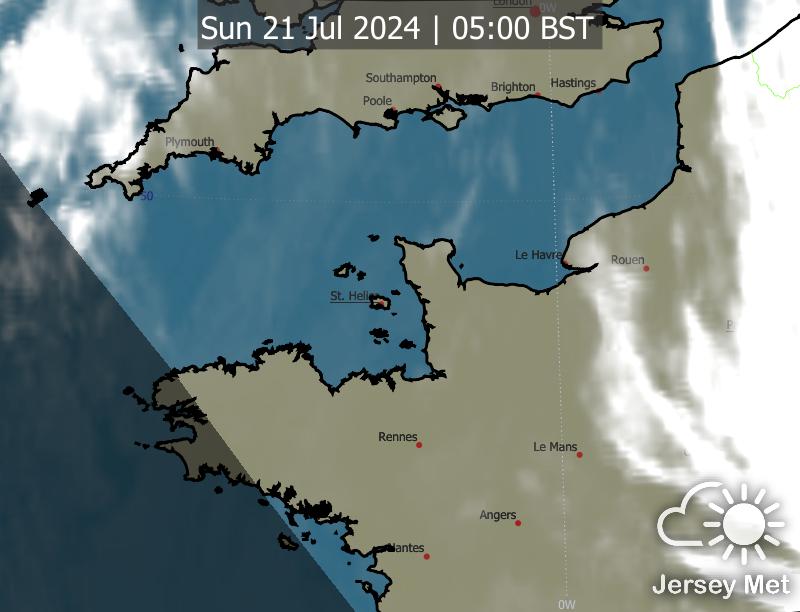 London
0W
Sun 21 Jul 2024 | 05:00 BST
Southampton
Brighton
Hastings
Poole
Plymouth
50
Le Havre
Rouen
St. Helier
P
Rennes
Le Mans
Angers
Nantes
Jersey Met
0W